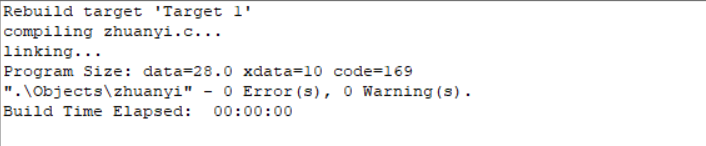 Rebuild target 'Target 1'
compiling zhuanyi.c...
linking...
Program Size: data=28.0 xdata=10 code=169
".\Objects\zhuanyi" - 0 Error(s), 0 Warning(s).
Build Time Elapsed:  00:00:00